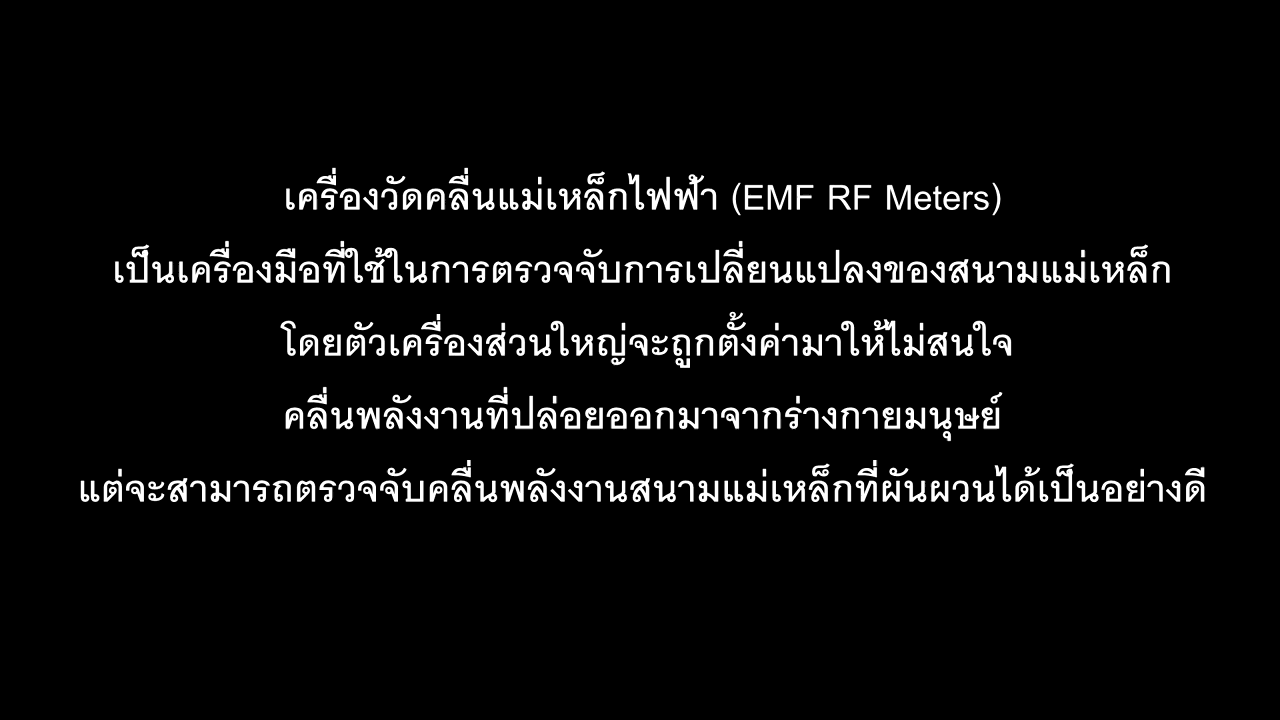 เครื่องวัดคลื่นแม่เหล็กไฟฟ้า (EMF RF Meters)
เป็นเครื่องมือที่ใช้ในการตรวจจับการเปลี่ยนแปลงของสนามแม่เหล็ก
โดยตัวเครื่องส่วนใหญ่จะถูกตั้งค่ามาให้ไม่สนใจ
คลื่นพลังงานที่ปล่อยออกมาจากร่างกายมนุษย์
แต่จะสามารถตรวจจับคลื่นพลังงานสนามแม่เหล็กที่ผันผวนได้เป็นอย่างดี